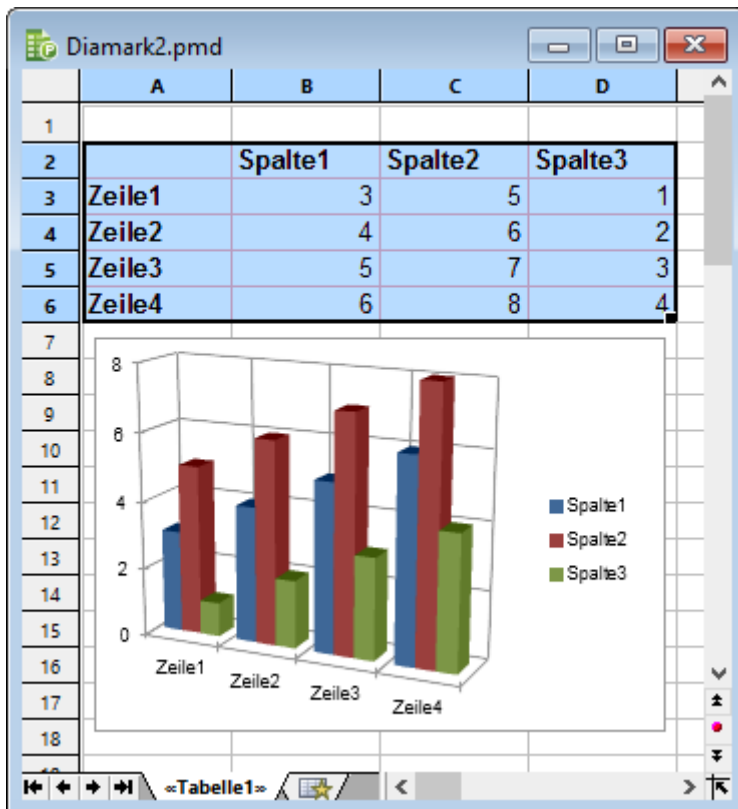 Diamark2.pmd
A B C D
1
2 Spalte1 Spalte2 Spalte3
3 Zeile1 3 5 1
4 Zeile2 4 6 2
5 Zeile3 5 7 3
6 Zeile4 6 8 4
7
8
9
10
11
12
13
14
15
16
17
18
8
6
4
2
0
Zeile1 Zeile2 Zeile3 Zeile4
Spalte1
Spalte2
Spalte3
«Tabelle1»